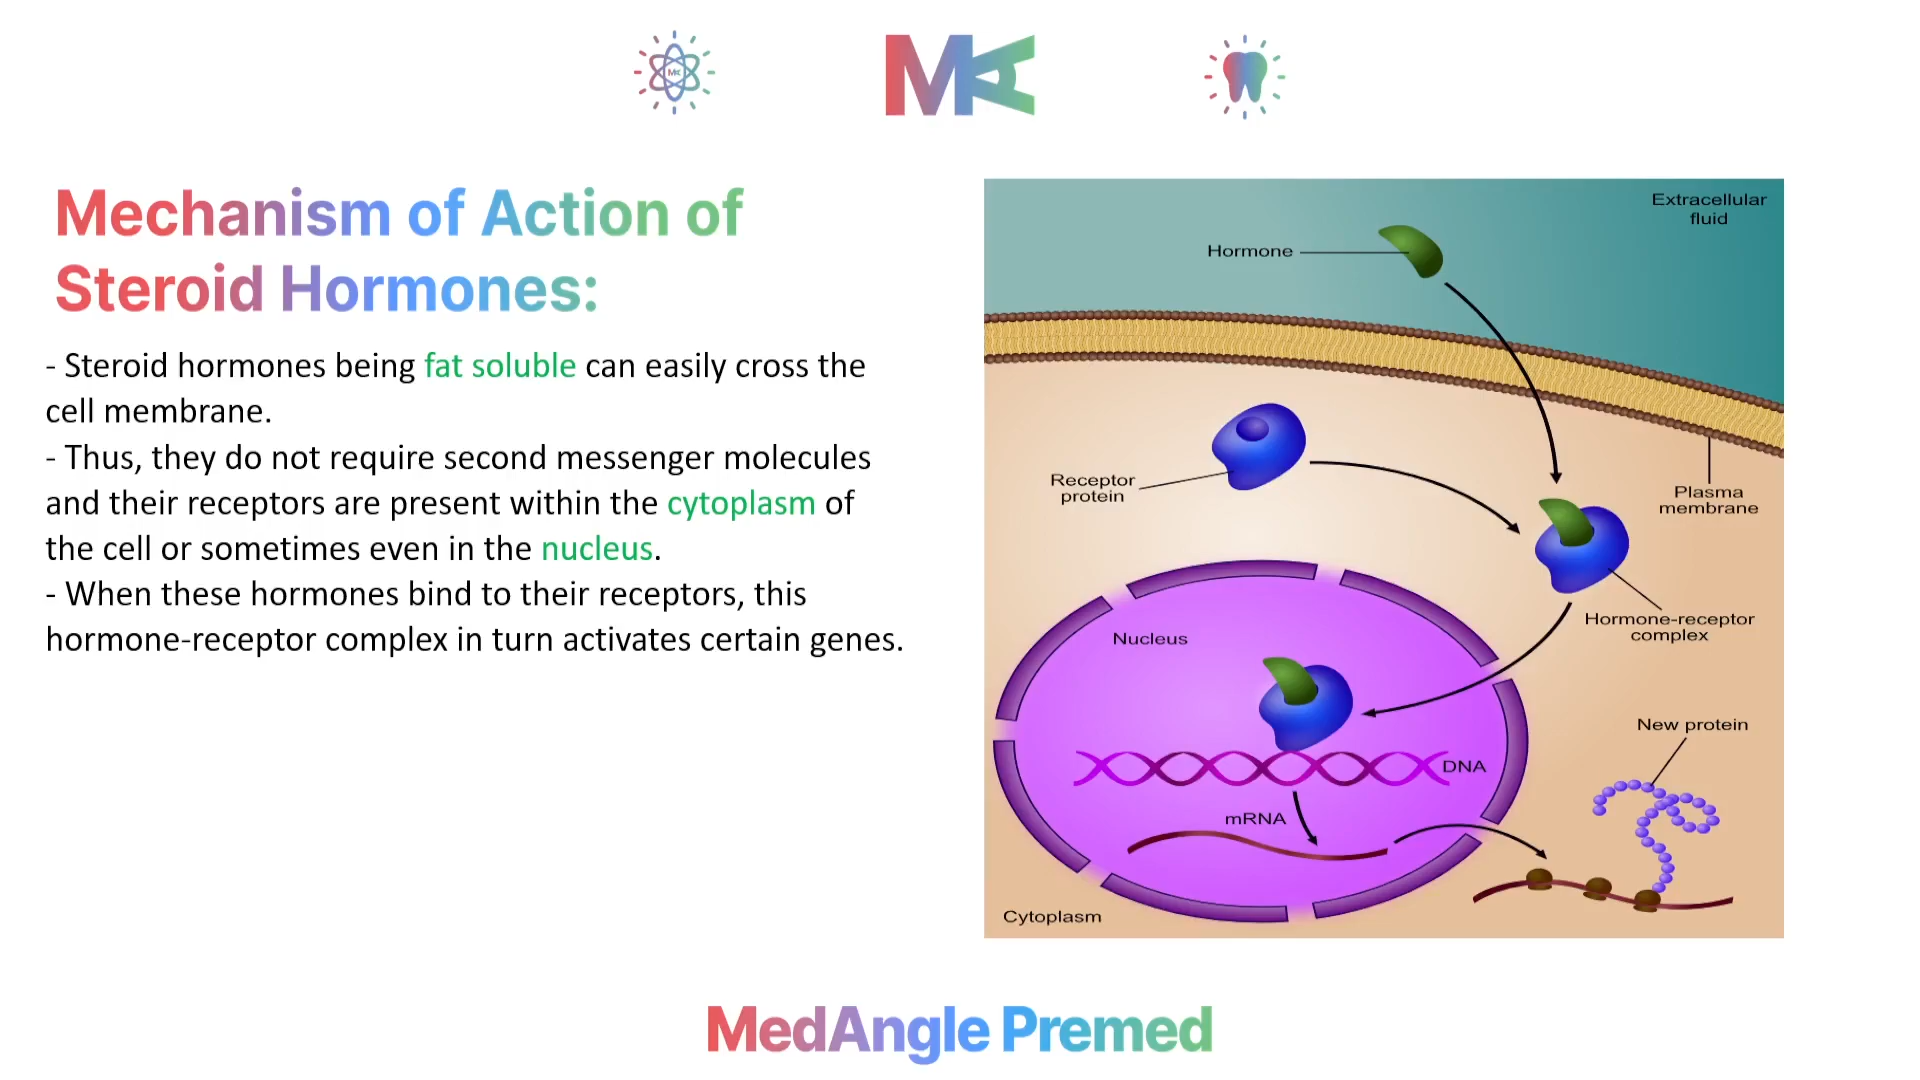 MA
Mechanism of Action of
Steroid Hormones:
- Steroid hormones being fat soluble can easily cross the
cell membrane.
- Thus, they do not require second messenger molecules
and their receptors are present within the cytoplasm of
the cell or sometimes even in the nucleus.
- When these hormones bind to their receptors, this
hormone-receptor complex in turn activates certain genes.
Extracellular
fluid
Hormone
Receptor
protein
Plasma
membrane
Hormone-receptor
complex
Nucleus
New protein
DNA
mRNA
Cytoplasm
MedAngle Premed